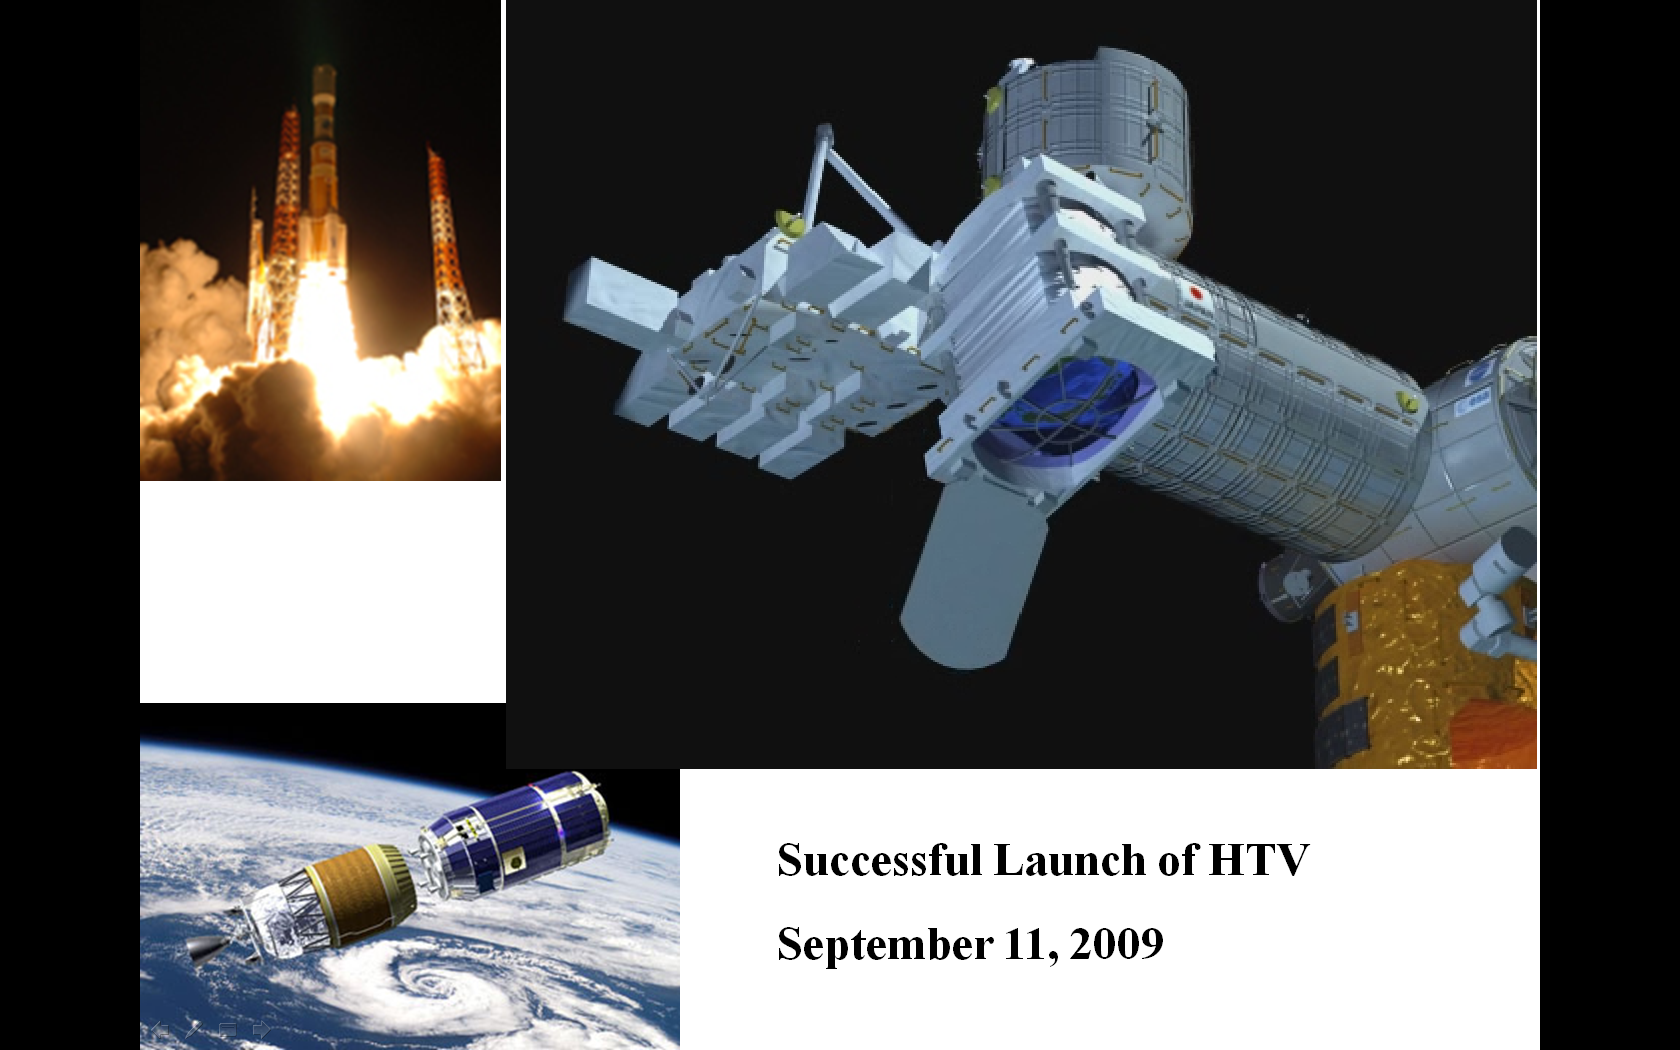 Successful Launch of HTV
September 11, 2009